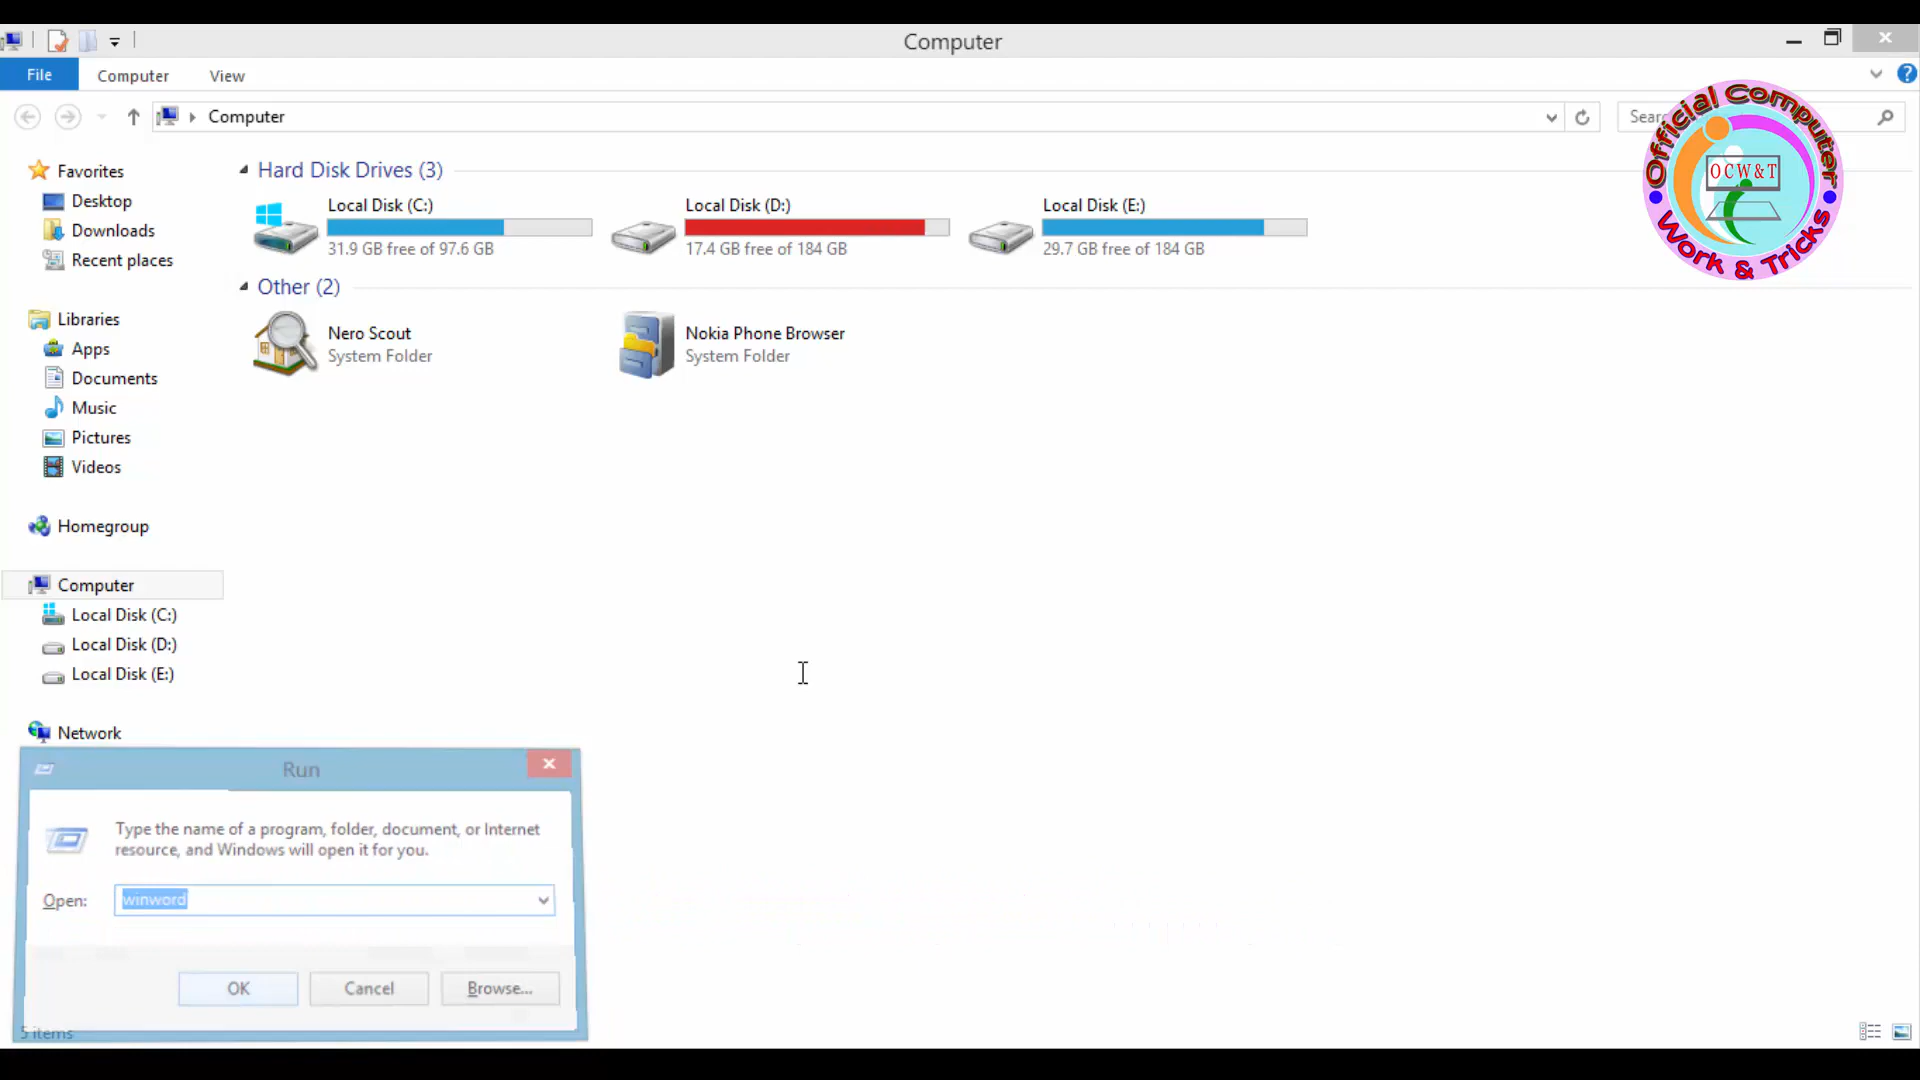 Computer
File
Computer
View
Computer
Sear
Official Computer
OCW&T
Work & Tricks
Favorites
Desktop
Downloads
Recent places
Libraries
Apps
Documents
Music
Pictures
Videos
Homegroup
Computer
Local Disk (C:)
Local Disk (D:)
Local Disk (E:)
Network
Hard Disk Drives (3)
Local Disk (C:)
31.9 GB free of 97.6 GB
Local Disk (D:)
17.4 GB free of 184 GB
Local Disk (E:)
29.7 GB free of 184 GB
Other (2)
Nero Scout
System Folder
Nokia Phone Browser
System Folder
Run
Type the name of a program, folder, document, or Internet
resource, and Windows will open it for you.
Open:
winword
OK
Cancel
Browse...
5 items